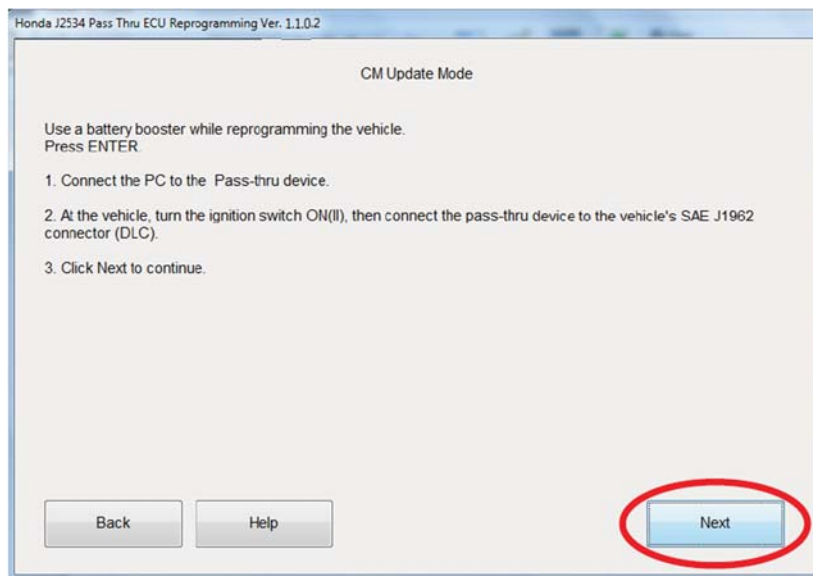 Honda J2534 Pass Thru ECU Reprogramming Ver. 1.1.0.2
CM Update Mode
Use a battery booster while reprogramming the vehicle.
Press ENTER.
1. Connect the PC to the Pass-thru device.
2. At the vehicle, turn the ignition switch ON(II), then connect the pass-thru device to the vehicle's SAE J1962
connector (DLC).
3. Click Next to continue.
Back
Help
Next